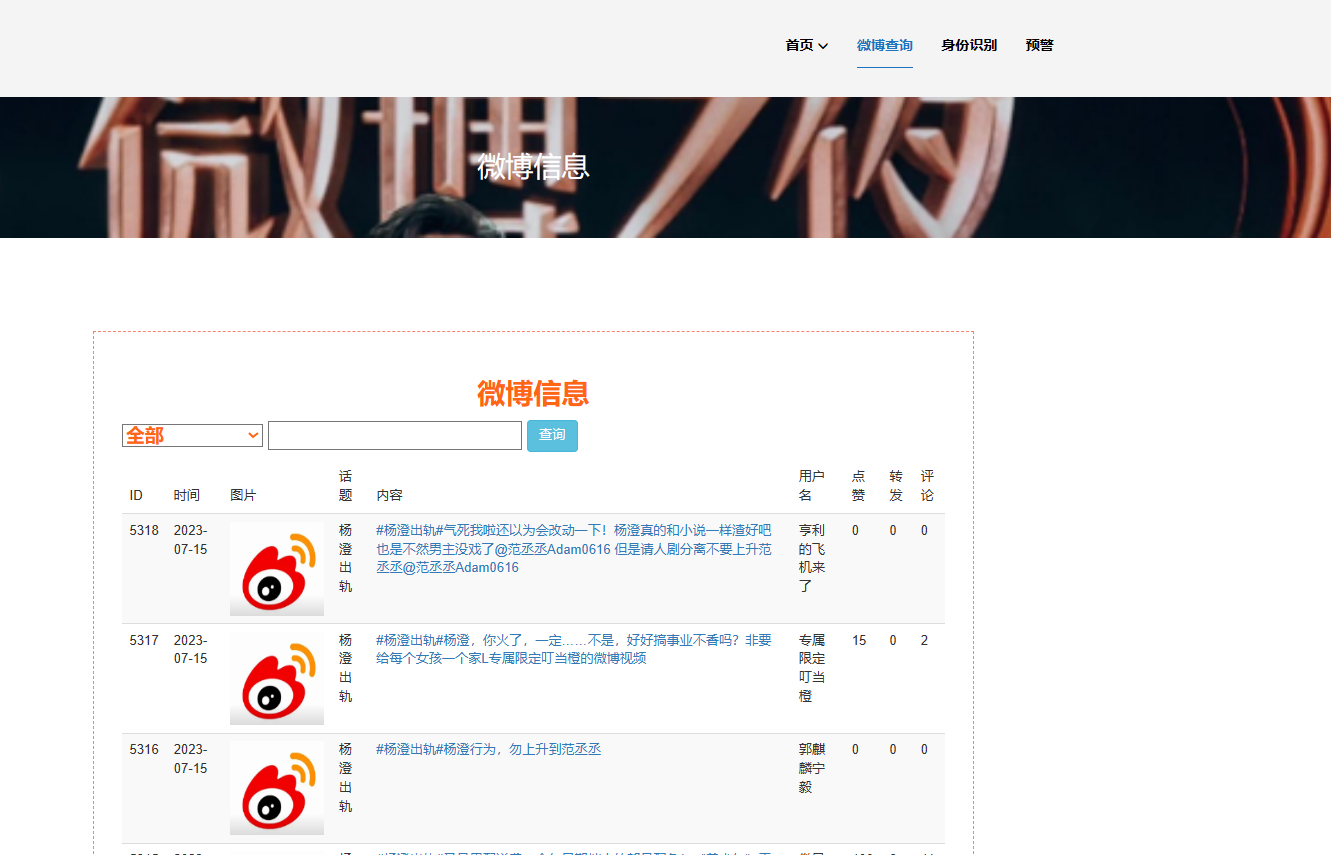 首页 微博查询 身份识别 预警
微博之夜
微博信息
微博信息
全部 查询
ID 时间 图片 话题 内容 用户名 点赞 转发 评论
5318 2023-07-15 杨澄出轨 #杨澄出轨#气死我啦还以为会改动一下！杨澄真的和小说一样渣好吧
也是不然男主没戏了@范丞丞Adam0616 但是请人剧分离不要上升范
丞丞@范丞丞Adam0616 亨利的飞机来了 0 0 0
5317 2023-07-15 杨澄出轨 #杨澄出轨#杨澄，你火了，一定……不是，好好搞事业不香吗？非要
给每个女孩一个家L专属限定叮当橙的微博视频 专属限定叮当橙 15 0 2
5316 2023-07-15 杨澄出轨 #杨澄出轨#杨澄行为，勿上升到范丞丞 郭麒麟宁毅 0 0 0